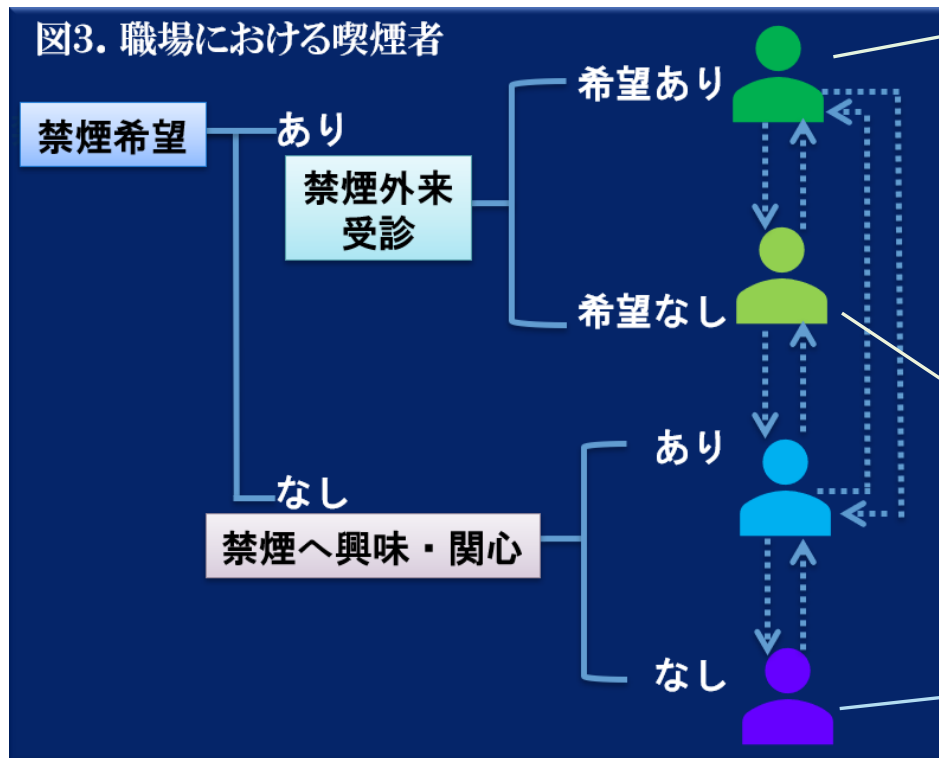 図3. 職場における喫煙者
禁煙希望
あり
禁煙外来
受診
希望あり
希望なし
なし
禁煙へ興味・関心
あり
なし